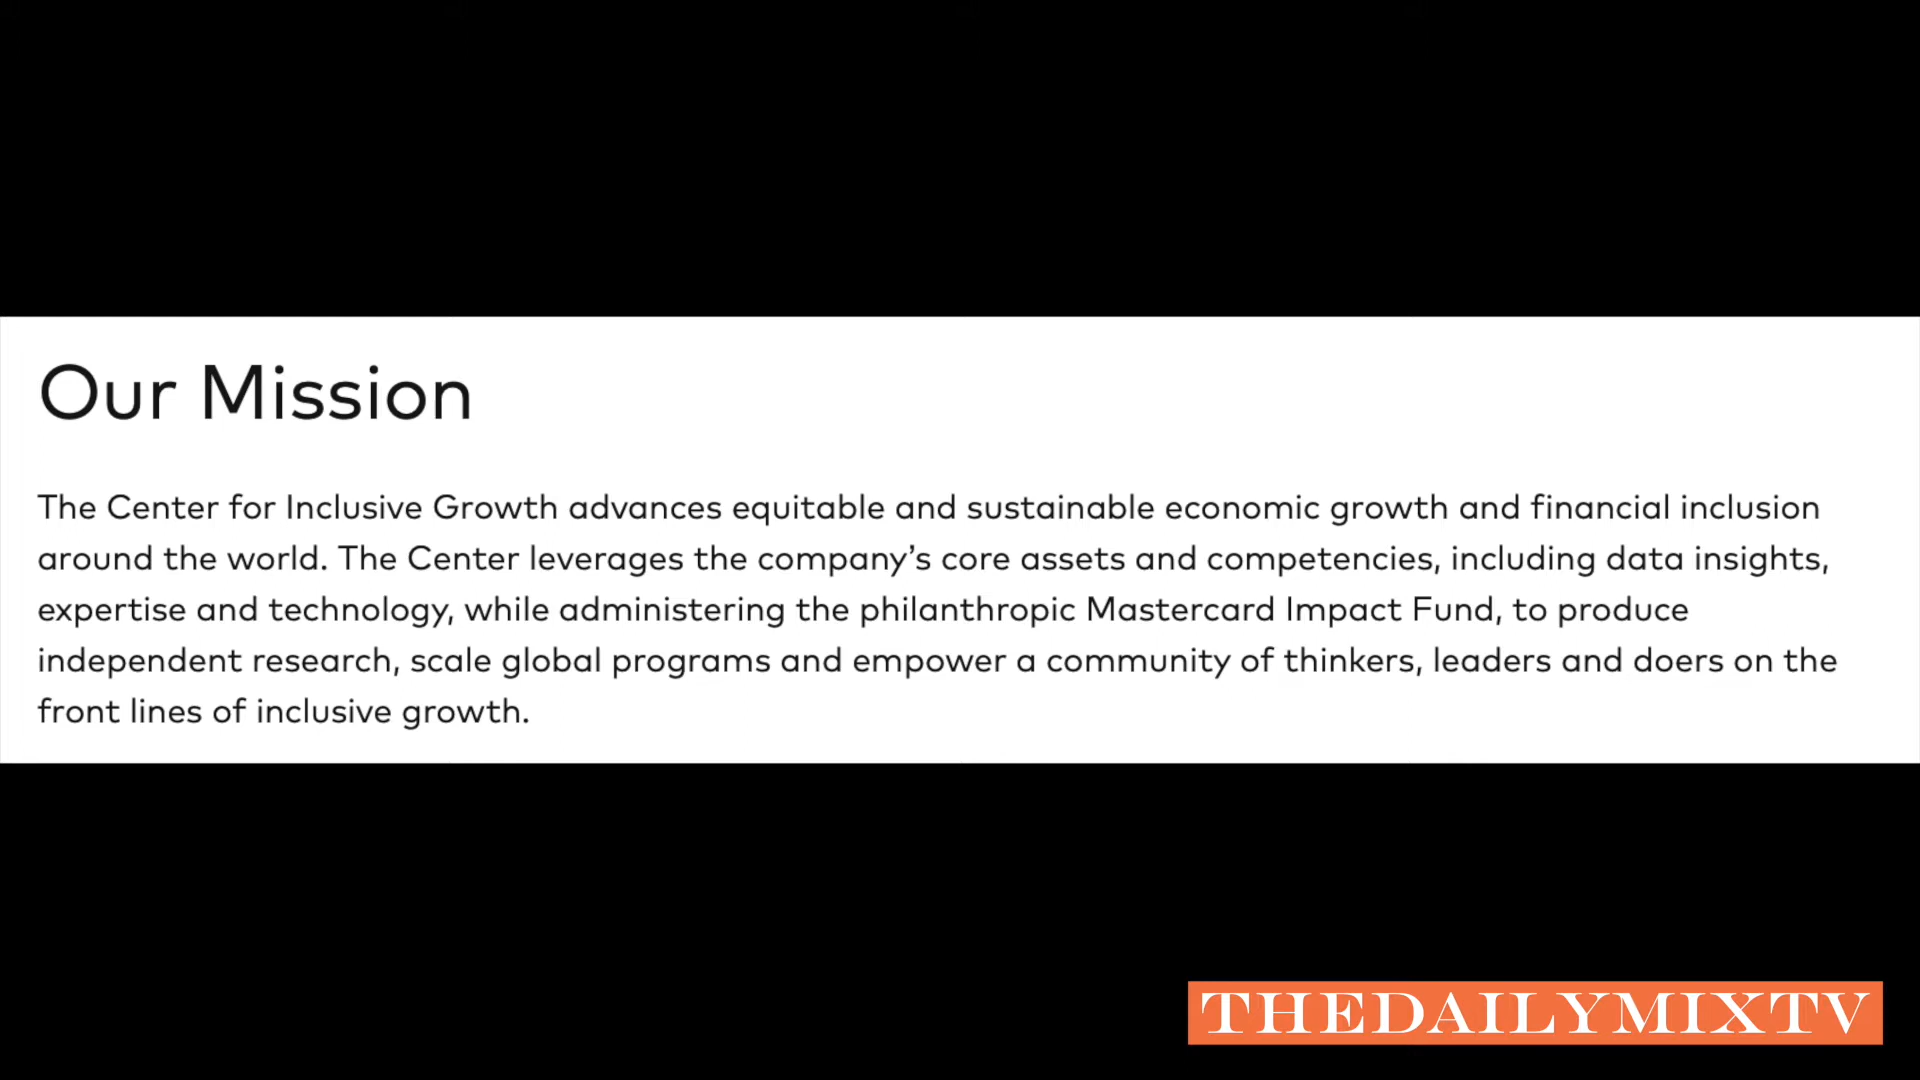 Our Mission
The Center for Inclusive Growth advances equitable and sustainable economic growth and financial inclusion
around the world. The Center leverages the company’s core assets and competencies, including data insights,
expertise and technology, while administering the philanthropic Mastercard Impact Fund, to produce
independent research, scale global programs and empower a community of thinkers, leaders and doers on the
front lines of inclusive growth.
THEDAILYMIXTV